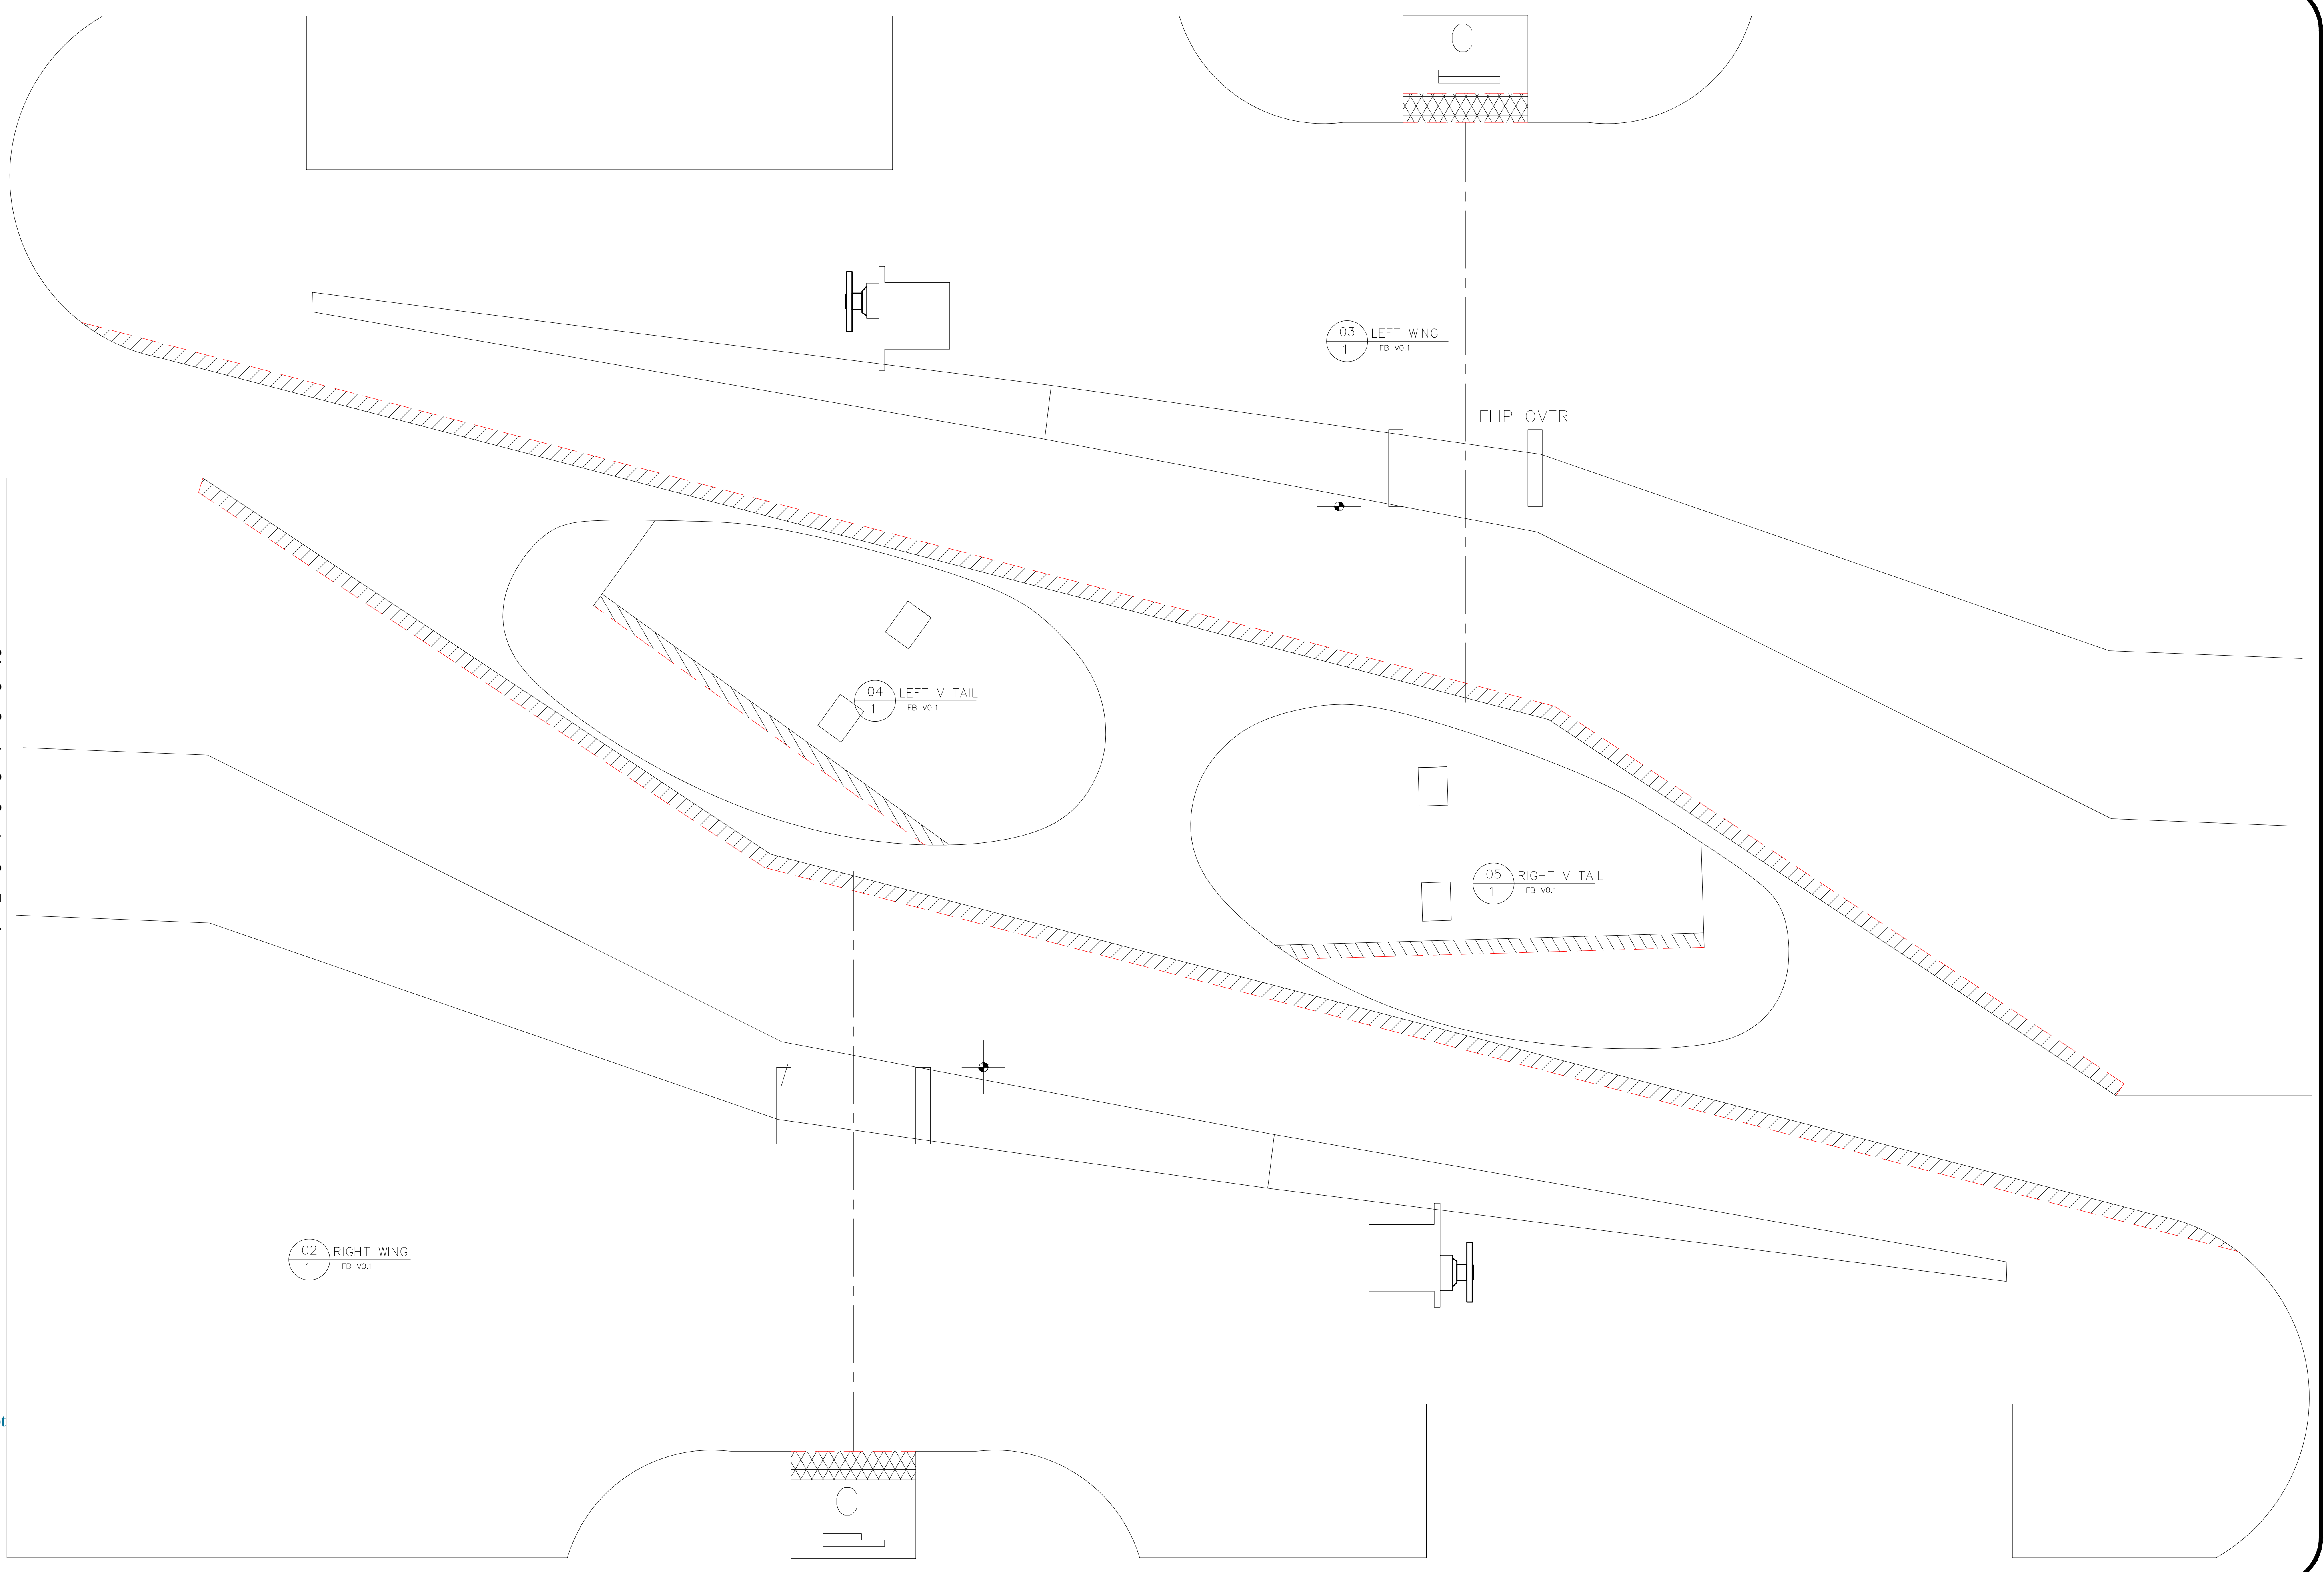 C
03 LEFT WING
1 FB V0.1
FLIP OVER
04 LEFT V TAIL
1 FB V0.1
05 RIGHT V TAIL
1 FB V0.1
02 RIGHT WING
1 FB V0.1
C